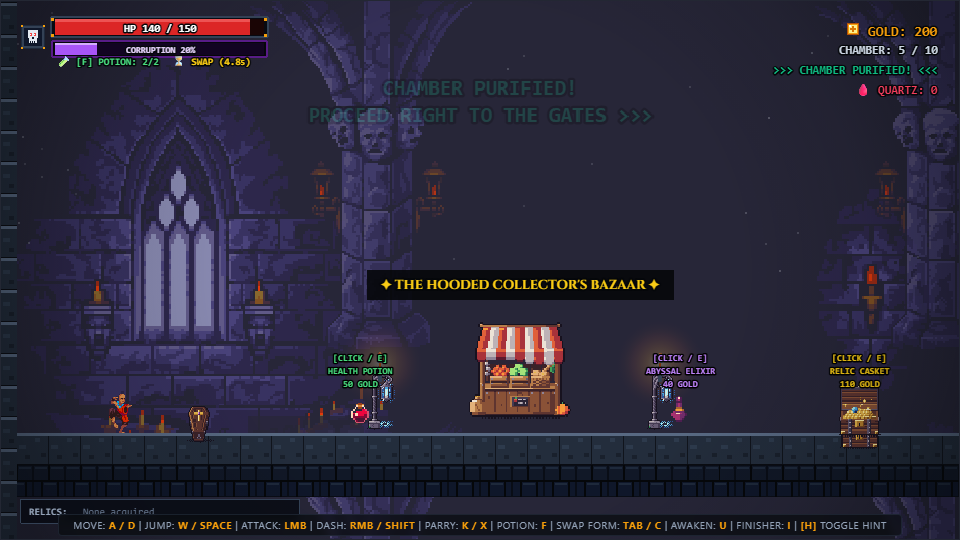 HP 140 / 150
CORRUPTION 20%
[F] POTION: 2/2 SWAP (4.8s)
GOLD: 200
CHAMBER: 5 / 10
>>> CHAMBER PURIFIED! <<<
QUARTZ: 0
CHAMBER PURIFIED!
PROCEED RIGHT TO THE GATES >>>
✦ THE HOODED COLLECTOR'S BAZAAR ✦
[CLICK / E]
HEALTH POTION
50 GOLD
[CLICK / E]
ABYSSAL ELIXIR
40 GOLD
[CLICK / E]
RELIC CASKET
110 GOLD
RELICS: None acquired
MOVE: A / D | JUMP: W / SPACE | ATTACK: LMB | DASH: RMB / SHIFT | PARRY: K / X | POTION: F | SWAP FORM: TAB / C | AWAKEN: U | FINISHER: I | [H] TOGGLE HINT